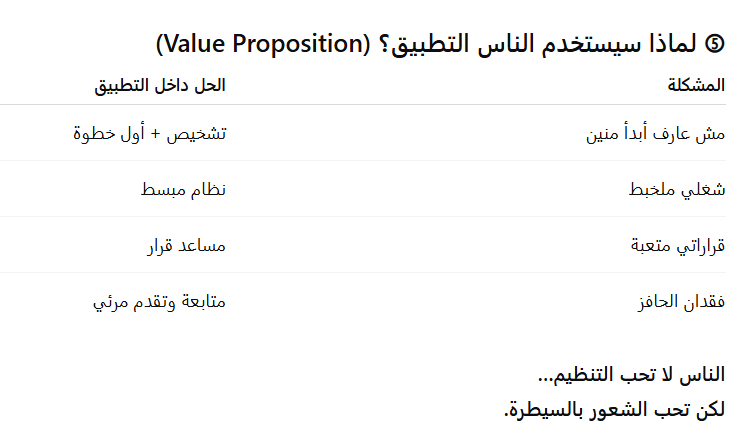 ⑤ لماذا سيستخدم الناس التطبيق؟ (Value Proposition)
المشكلة الحل داخل التطبيق
مش عارف أبدأ منين تشخيص + أول خطوة
شغلي ملخبط نظام مبسط
قراراتي متعبة مساعد قرار
فقدان الحافز متابعة وتقدم مرئي
الناس لا تحب التنظيم...
لكن تحب الشعور بالسيطرة.